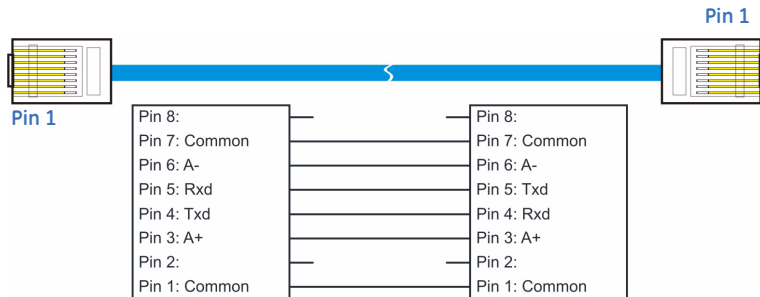 Pin 1
Pin 1
Pin 8:
Pin 7: Common
Pin 6: A-
Pin 5: Rxd
Pin 4: Txd
Pin 3: A+
Pin 2:
Pin 1: Common
Pin 8:
Pin 7: Common
Pin 6: A-
Pin 5: Txd
Pin 4: Rxd
Pin 3: A+
Pin 2:
Pin 1: Common